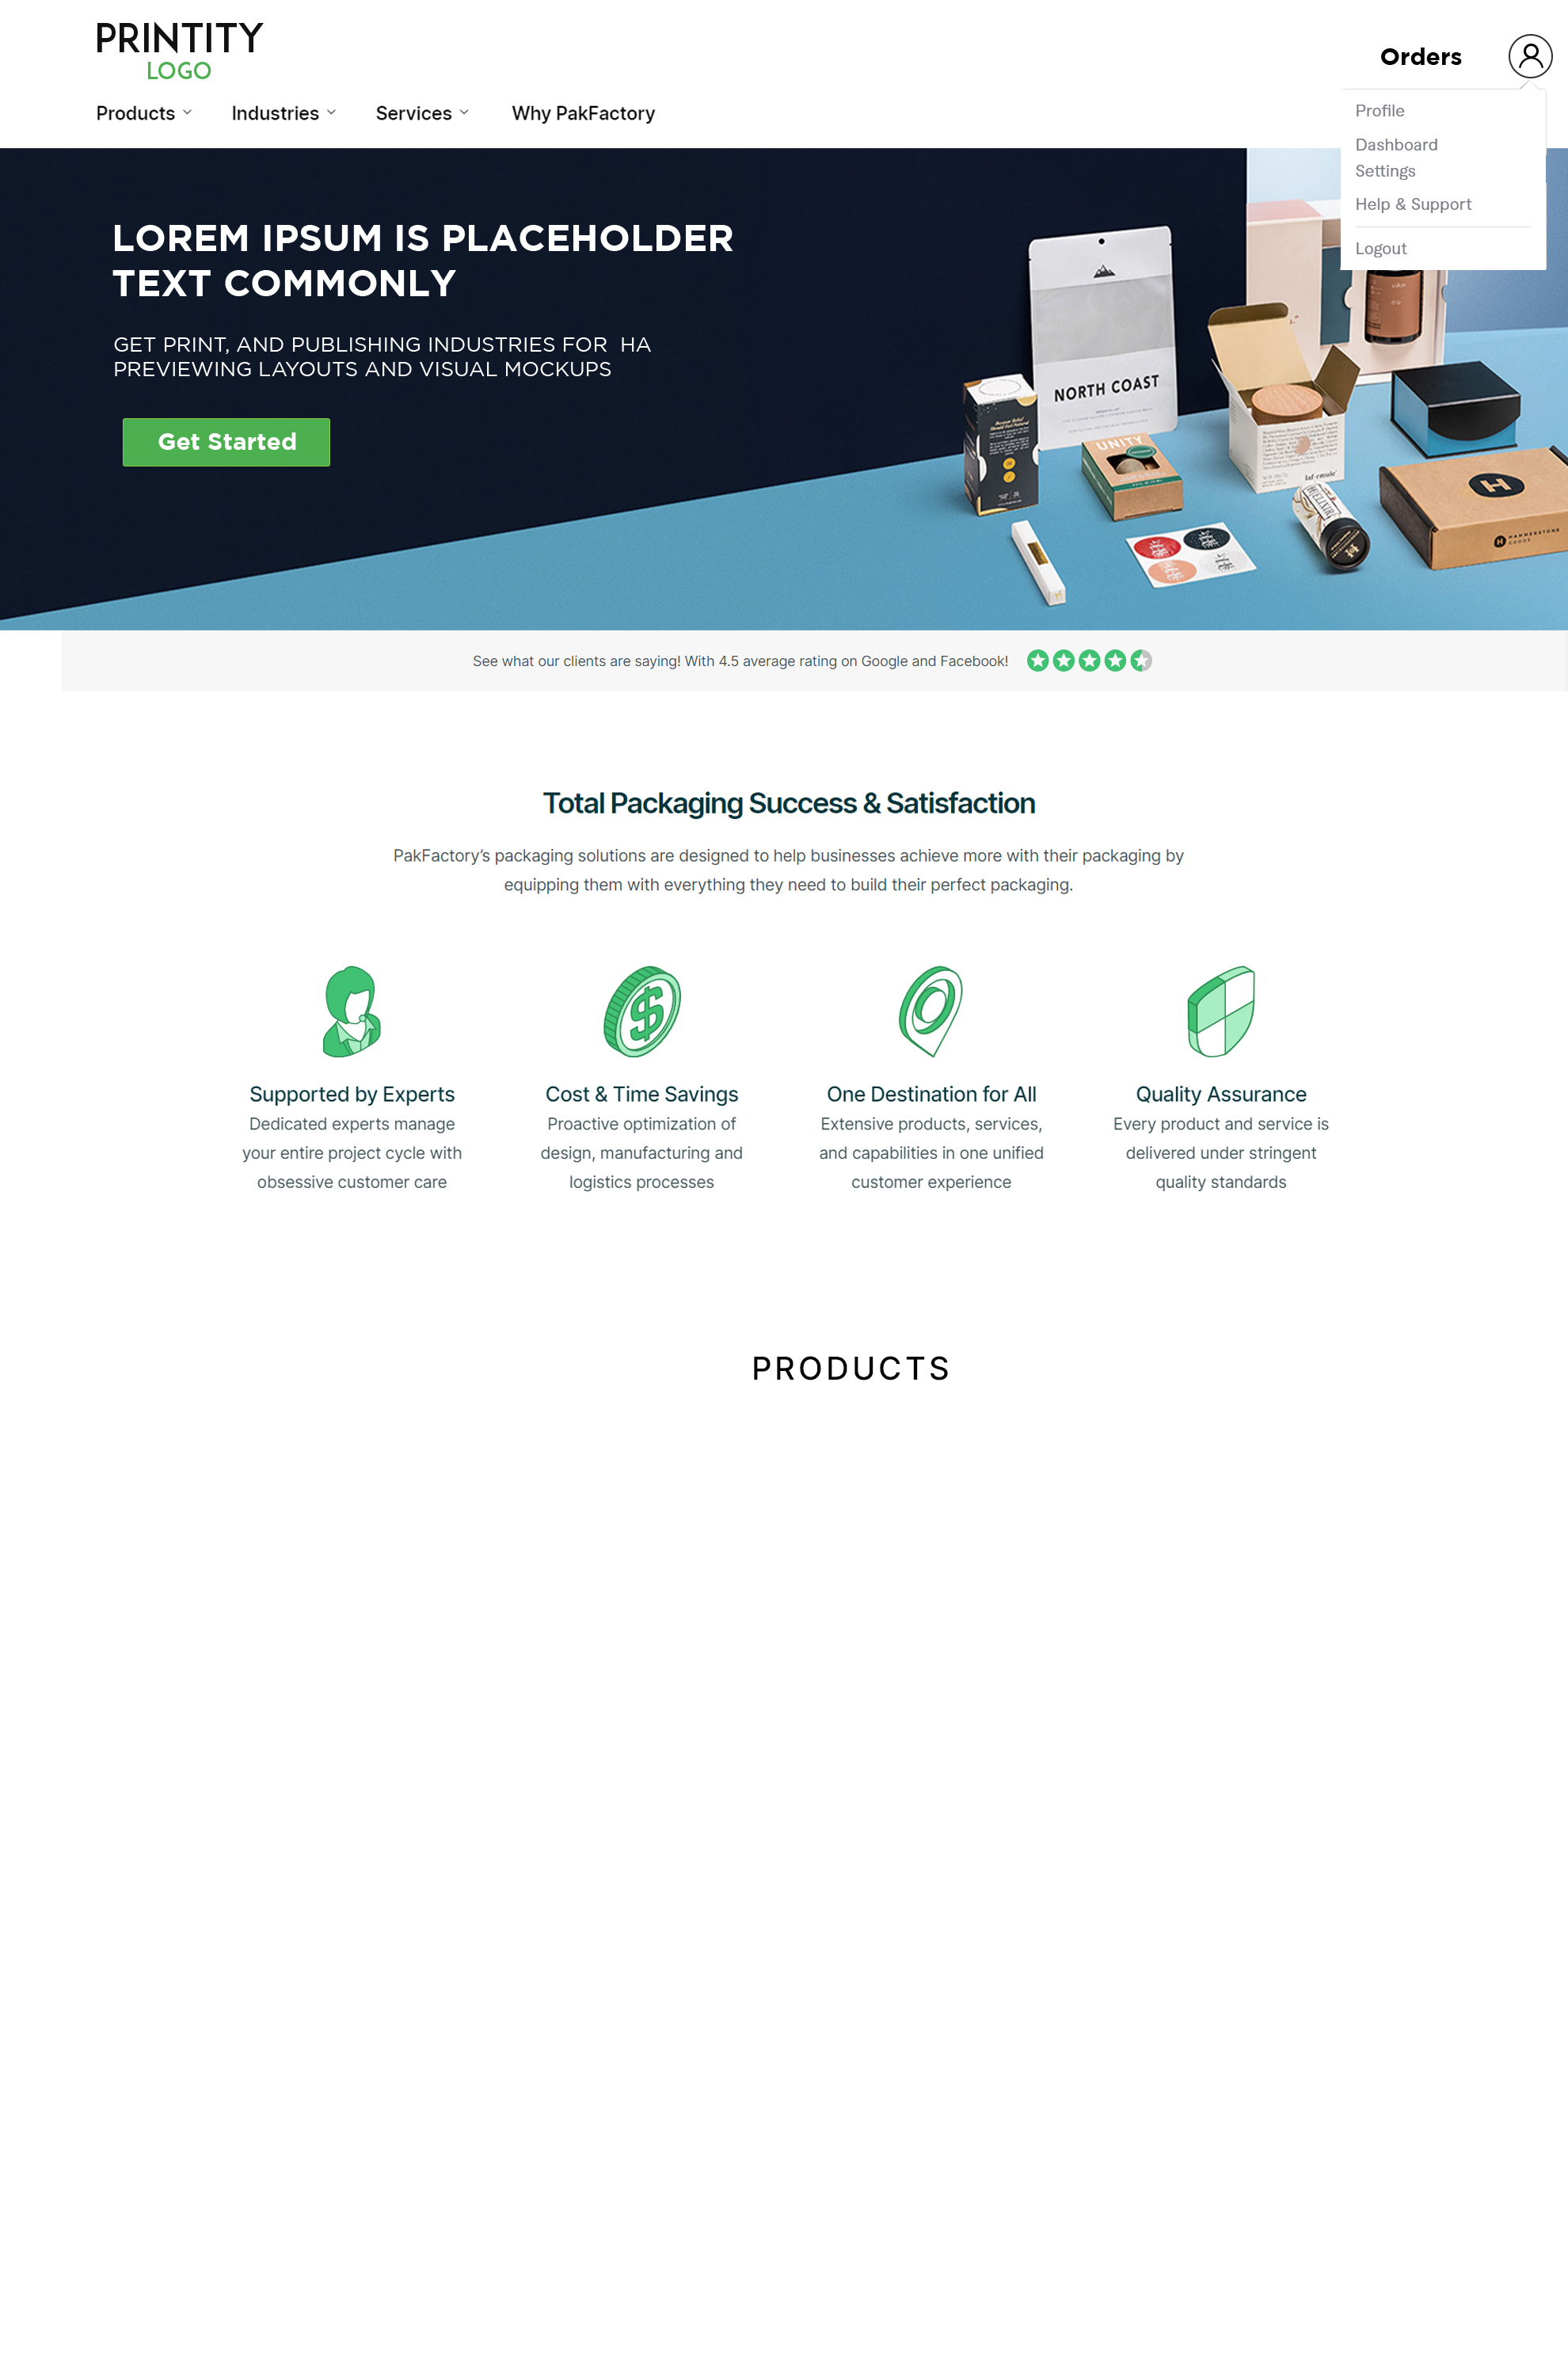 PRINTITY
LOGO
Orders
Products
Industries
Services
Why PakFactory
Profile
Dashboard
Settings
Help & Support
Logout
LOREM IPSUM IS PLACEHOLDER
TEXT COMMONLY
GET PRINT, AND PUBLISHING INDUSTRIES FOR HA
PREVIEWING LAYOUTS AND VISUAL MOCKUPS
Get Started
NORTH COAST
UNITY
H
HAMMERSTONE
GOODS
See what our clients are saying! With 4.5 average rating on Google and Facebook!
Total Packaging Success & Satisfaction
PakFactory’s packaging solutions are designed to help businesses achieve more with their packaging by
equipping them with everything they need to build their perfect packaging.
Supported by Experts
Dedicated experts manage
your entire project cycle with
obsessive customer care
Cost & Time Savings
Proactive optimization of
design, manufacturing and
logistics processes
One Destination for All
Extensive products, services,
and capabilities in one unified
customer experience
Quality Assurance
Every product and service is
delivered under stringent
quality standards
PRODUCTS